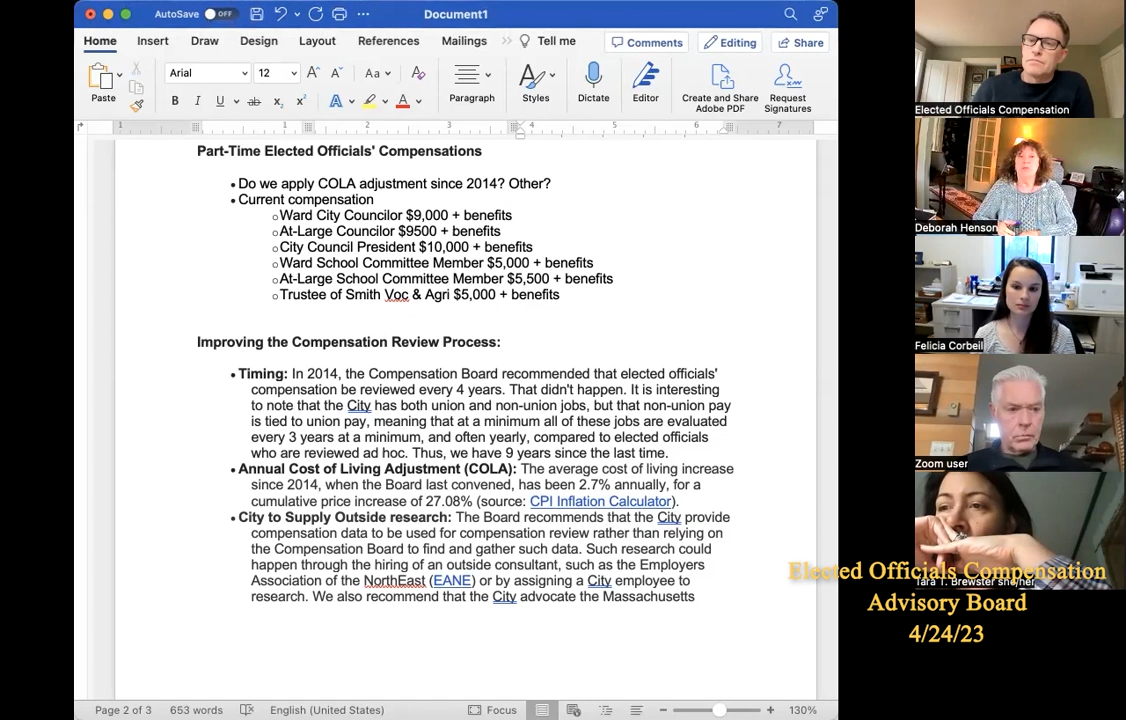 AutoSave OFF
Document1
Home Insert Draw Design Layout References Mailings Tell me Comments Editing Share
Paste
Arial 12
Paragraph Styles Dictate Editor Create and Share Adobe PDF Request Signatures
1 1 2 3 4 5 6 7
Part-Time Elected Officials' Compensations
• Do we apply COLA adjustment since 2014? Other?
• Current compensation
○ Ward City Councilor $9,000 + benefits
○ At-Large Councilor $9500 + benefits
○ City Council President $10,000 + benefits
○ Ward School Committee Member $5,000 + benefits
○ At-Large School Committee Member $5,500 + benefits
○ Trustee of Smith Voc & Agri $5,000 + benefits
Improving the Compensation Review Process:
• Timing: In 2014, the Compensation Board recommended that elected officials'
compensation be reviewed every 4 years. That didn't happen. It is interesting
to note that the City has both union and non-union jobs, but that non-union pay
is tied to union pay, meaning that at a minimum all of these jobs are evaluated
every 3 years at a minimum, and often yearly, compared to elected officials
who are reviewed ad hoc. Thus, we have 9 years since the last time.
• Annual Cost of Living Adjustment (COLA): The average cost of living increase
since 2014, when the Board last convened, has been 2.7% annually, for a
cumulative price increase of 27.08% (source: CPI Inflation Calculator).
• City to Supply Outside research: The Board recommends that the City provide
compensation data to be used for compensation review rather than relying on
the Compensation Board to find and gather such data. Such research could
happen through the hiring of an outside consultant, such as the Employers
Association of the NorthEast (EANE) or by assigning a City employee to
research. We also recommend that the City advocate the Massachusetts
Page 2 of 3 653 words English (United States) Focus 130%
Elected Officials Compensation
Deborah Henson
Felicia Corbeil
Zoom user
Tara T. Brewster she/her
Elected Officials Compensation
Advisory Board
4/24/23